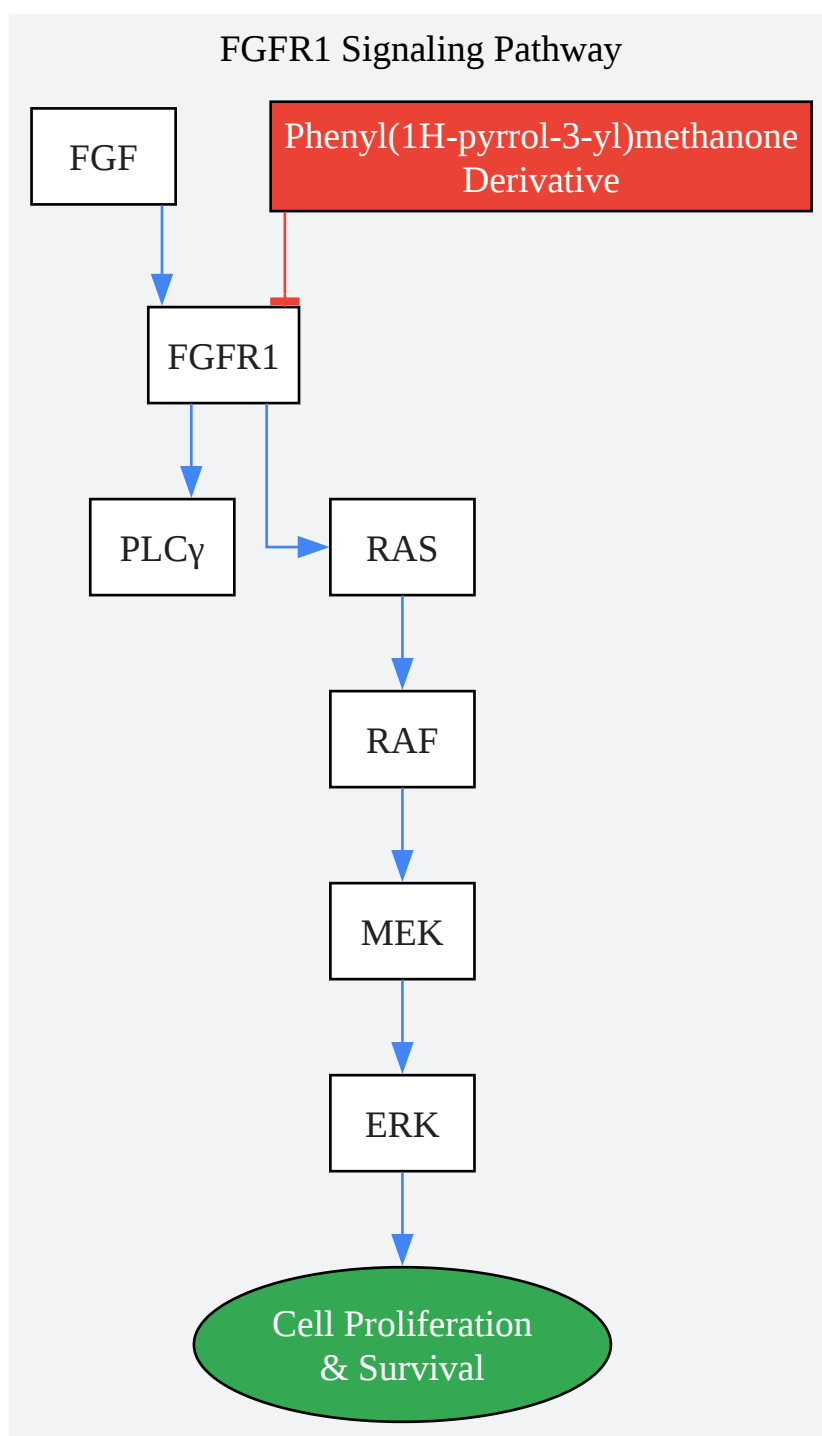 FGFR1 Signaling Pathway
FGF
Phenyl(1H-pyrrol-3-yl)methanone
Derivative
FGFR1
PLCγ
RAS
RAF
MEK
ERK
Cell Proliferation
& Survival